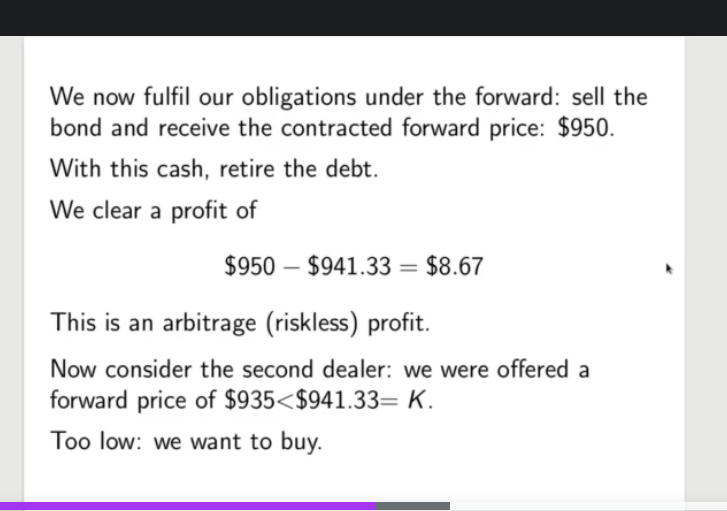 We now fulfil our obligations under the forward: sell the
bond and receive the contracted forward price: $950.
With this cash, retire the debt.
We clear a profit of
$950 – $941.33 = $8.67
This is an arbitrage (riskless) profit.
Now consider the second dealer: we were offered a
forward price of $935<$941.33= K.
Too low: we want to buy.